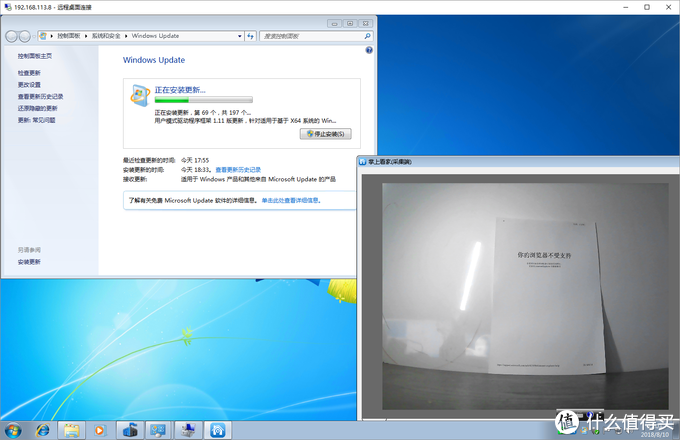 192.168.113.8 - 远程桌面连接
控制面板 ▸ 系统和安全 ▸ Windows Update
搜索控制面板
控制面板主页
检查更新
更改设置
查看更新历史记录
还原隐藏的更新
更新: 常见问题
另请参阅
安装更新
Windows Update
正在安装更新...
正在安装更新，第 69 个，共 197 个...
用户模式驱动程序框架 1.11 版更新，针对适用于基于 X64 系统的 Win...
停止安装(S)
最近检查更新的时间: 今天 17:55
安装更新的时间: 今天 18:33。 查看更新历史记录
接收更新: 适用于 Windows 产品和其他来自 Microsoft Update 的产品
了解有关免费 Microsoft Update 软件的详细信息。 单击此处查看详细信息。
掌上看家(采集端)
你的浏览器不受支持
值 什么值得买
2018/8/10